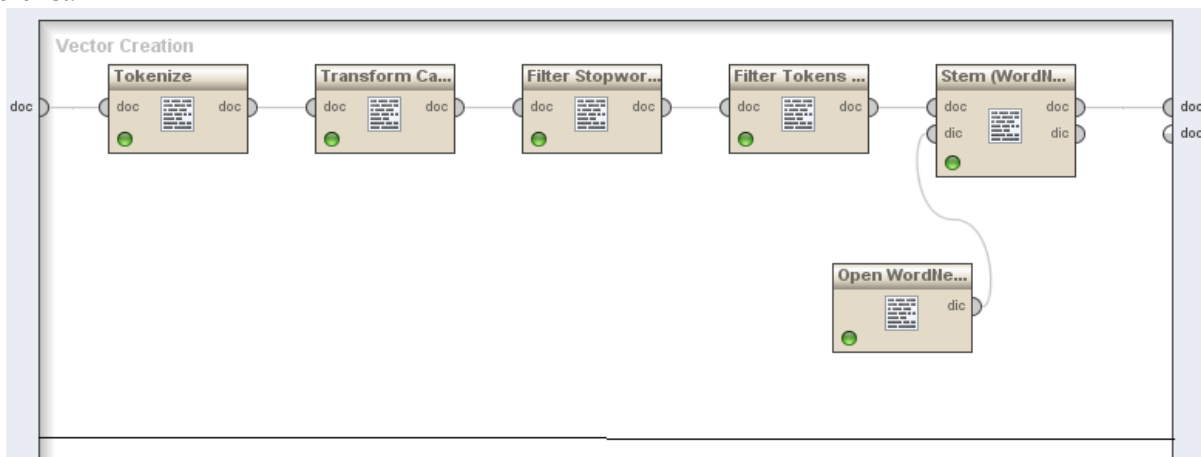 Vector Creation
Tokenize
Transform Ca...
Filter Stopwor...
Filter Tokens ...
Stem (WordN...
doc
doc
doc
doc
doc
doc
doc
doc
doc
doc
doc
doc
dic
dic
doc
Open WordNe...
dic